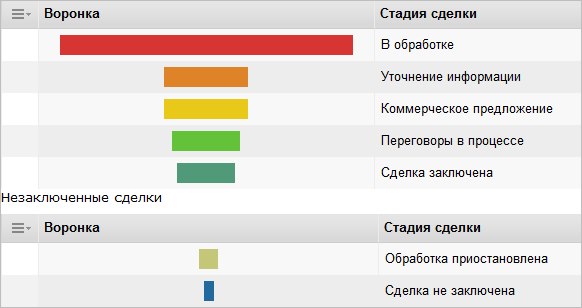 Воронка Стадия сделки
В обработке
Уточнение информации
Коммерческое предложение
Переговоры в процессе
Сделка заключена
Незаключенные сделки
Воронка Стадия сделки
Обработка приостановлена
Сделка не заключена